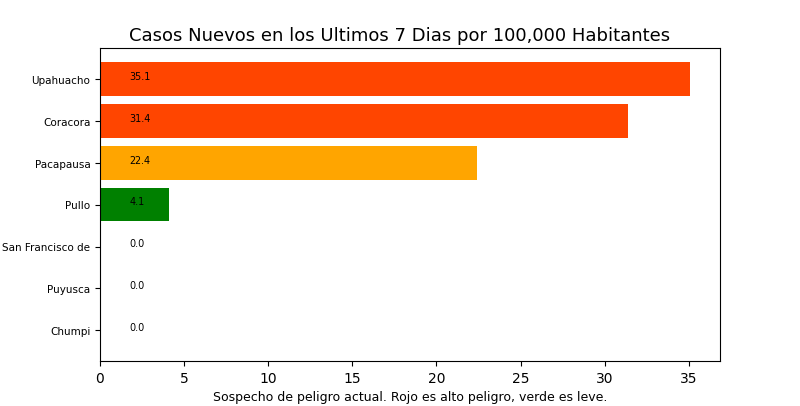 Casos Nuevos en los Ultimos 7 Dias por 100,000 Habitantes
Upahuacho 35.1
Coracora 31.4
Pacapausa 22.4
Pullo 4.1
San Francisco de 0.0
Puyusca 0.0
Chumpi 0.0
0 5 10 15 20 25 30 35
Sospecho de peligro actual. Rojo es alto peligro, verde es leve.